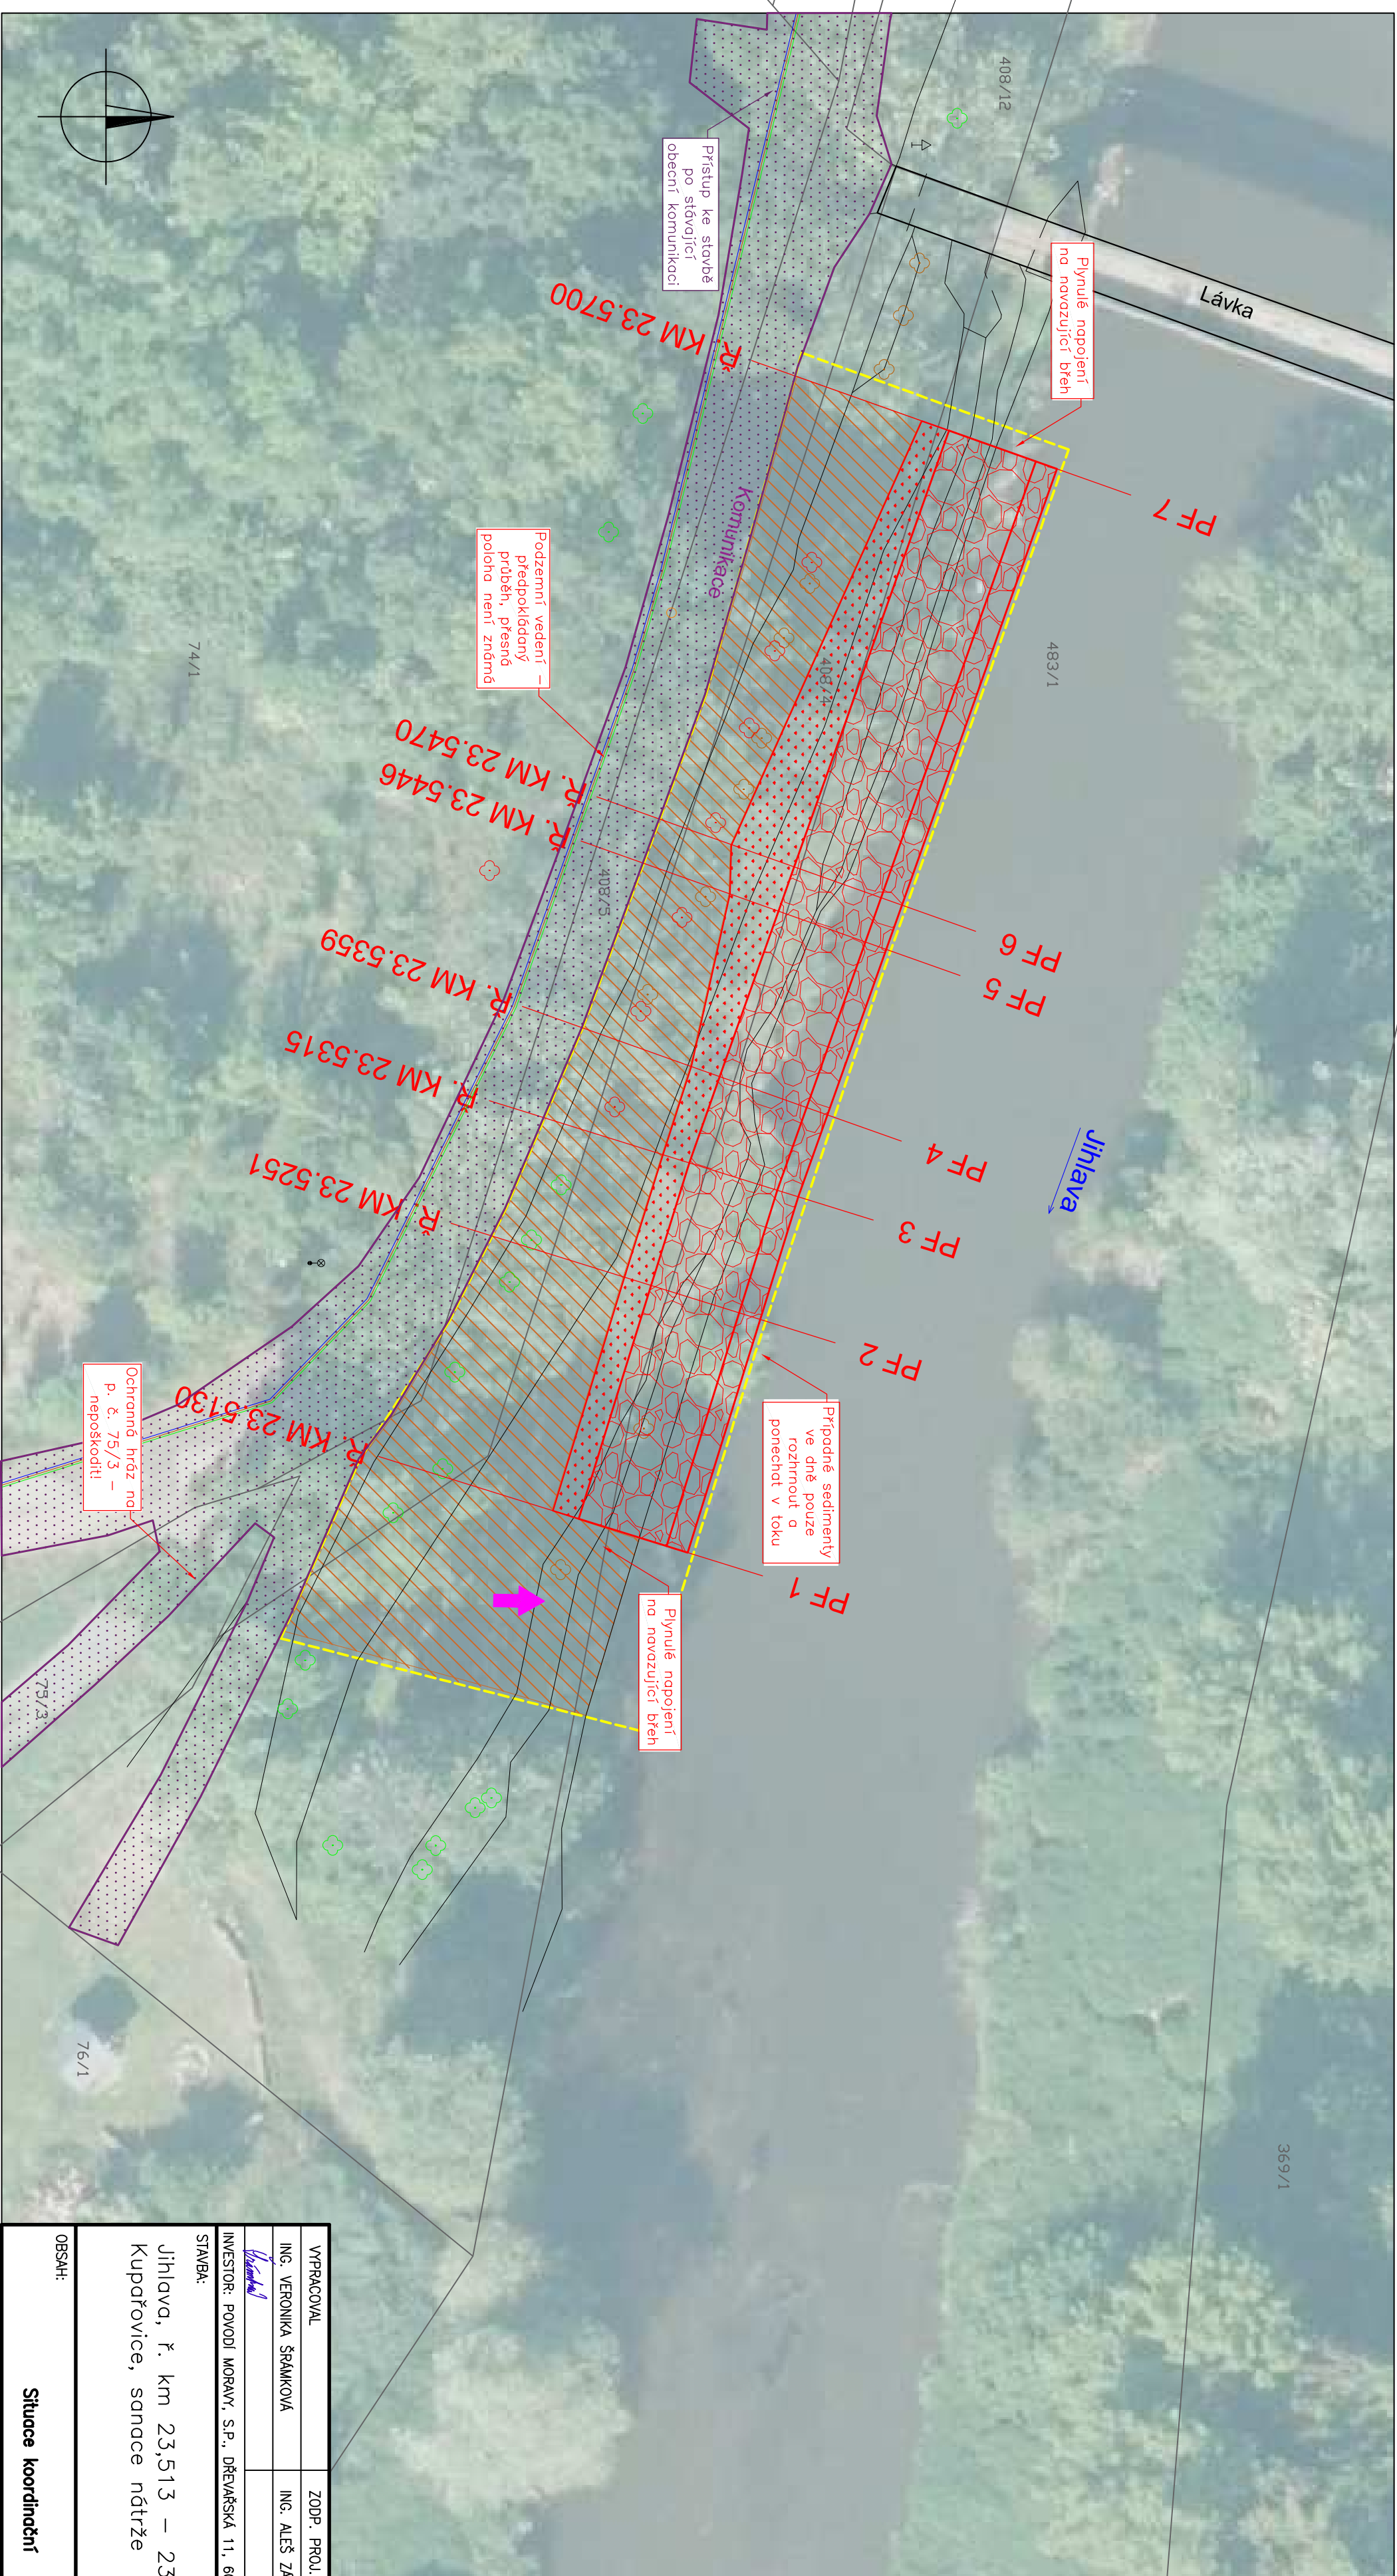 408/12
Lávka
Plynulé napojení
na navazující břeh
Přístup ke stavbě
po stávající
obecní komunikaci
Ř. KM 23.5700
PF 7
Komunikace
Podzemní vedení –
předpokládaný
průběh, přesná
poloha není známá
74/1
408/4
483/1
Ř. KM 23.5470
Ř. KM 23.5446
408/5
PF 6
PF 5
Ř. KM 23.5359
PF 4
Ř. KM 23.5315
PF 3
Jihlava
Ř. KM 23.5251
PF 2
Případné sedimenty
ve dně pouze
rozhrnout a
ponechat v toku
Ochranná hráz na
p. č. 75/3 –
nepoškodit!
Ř. KM 23.5130
PF 1
Plynulé napojení
na navazující břeh
75/3
76/1
369/1
VYPRACOVAL
ZODP. PROJ.
ING. VERONIKA ŠRÁMKOVÁ
ING. ALEŠ ZÁ
INVESTOR: POVODÍ MORAVY, S.P., DŘEVAŘSKÁ 11, 60
STAVBA:
Jihlava, ř. km 23,513 – 23
Kupařovice, sanace nátrže
OBSAH:
Situace koordinační